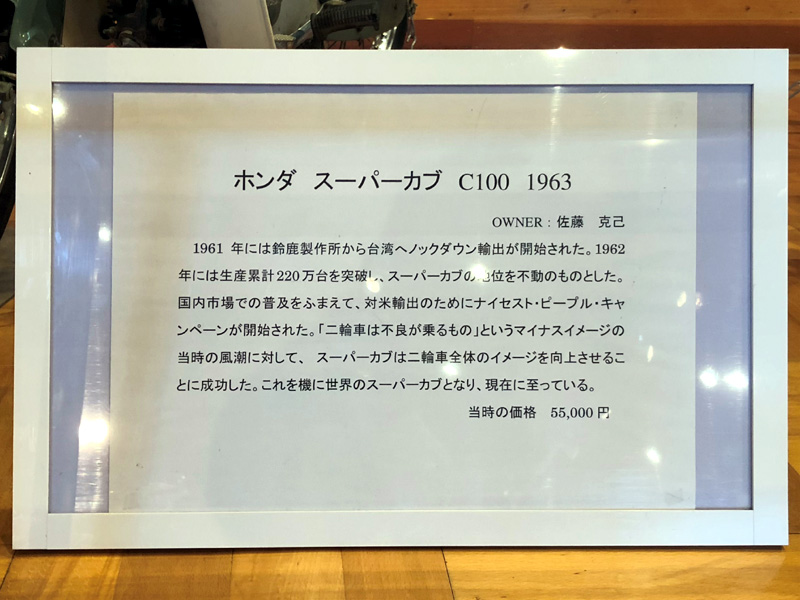 ホンダ　スーパーカブ　C100　1963
OWNER：佐藤　克己
1961 年には鈴鹿製作所から台湾へノックダウン輸出が開始された。1962
年には生産累計220万台を突破し、スーパーカブの地位を不動のものとした。
国内市場での普及をふまえて、対米輸出のためにナイセスト・ピープル・キャ
ンペーンが開始された。「二輪車は不良が乗るもの」というマイナスイメージの
当時の風潮に対して、 スーパーカブは二輪車全体のイメージを向上させるこ
とに成功した。これを機に世界のスーパーカブとなり、現在に至っている。
当時の価格　55,000 円